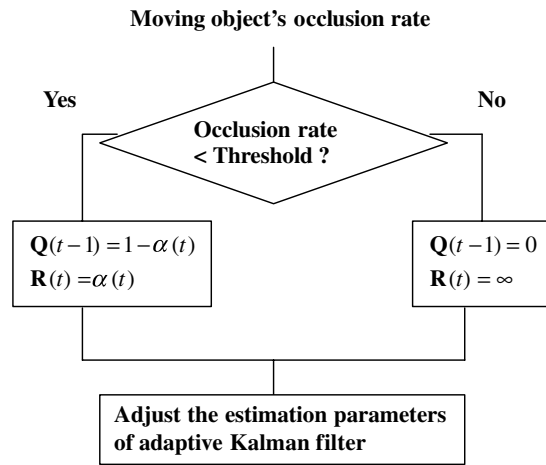 Moving object's occlusion rate
Yes
No
Occlusion rate
< Threshold ?
Q(t−1) = 1−α(t)
R(t) = α(t)
Q(t−1) = 0
R(t) = ∞
Adjust the estimation parameters
of adaptive Kalman filter